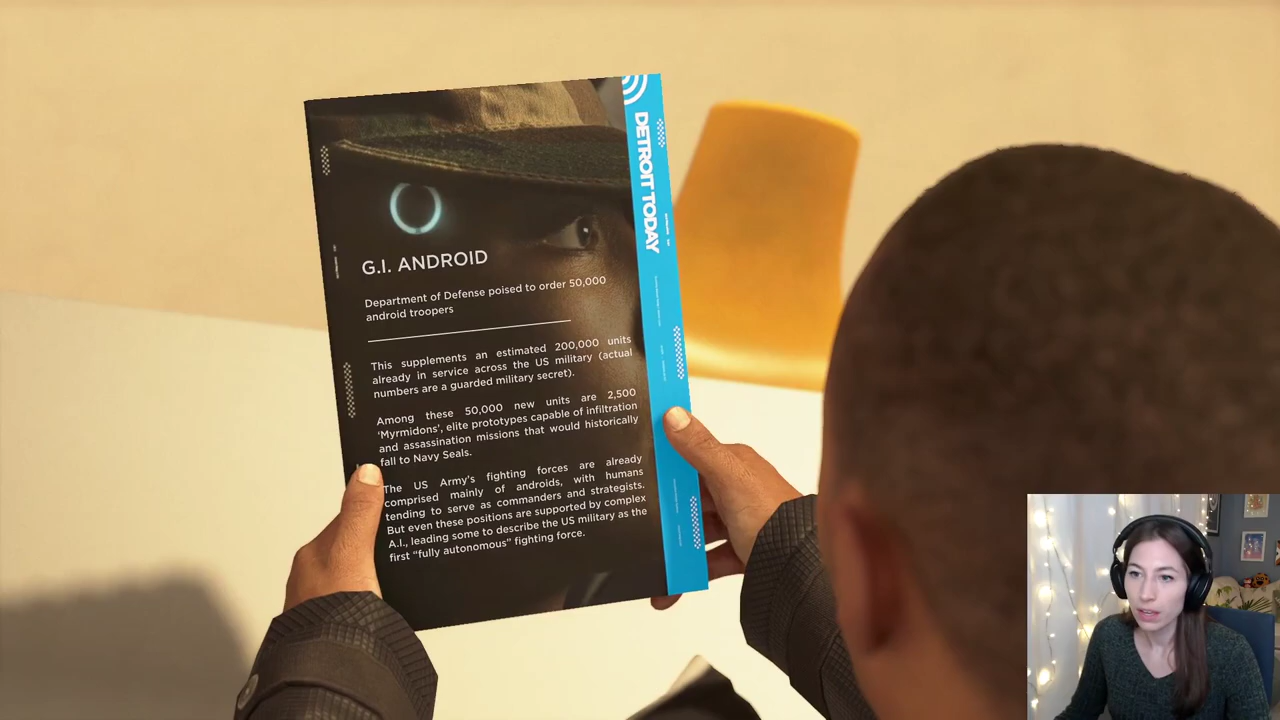 DETROIT TODAY
G.I. ANDROID
Department of Defense poised to order 50,000
android troopers
This supplements an estimated 200,000 units
already in service across the US military (actual
numbers are a guarded military secret).
Among these 50,000 new units are 2,500
‘Myrmidons’, elite prototypes capable of infiltration
and assassination missions that would historically
fall to Navy Seals.
The US Army's fighting forces are already
comprised mainly of androids, with humans
tending to serve as commanders and strategists.
But even these positions are supported by complex
A.I., leading some to describe the US military as the
first “fully autonomous” fighting force.